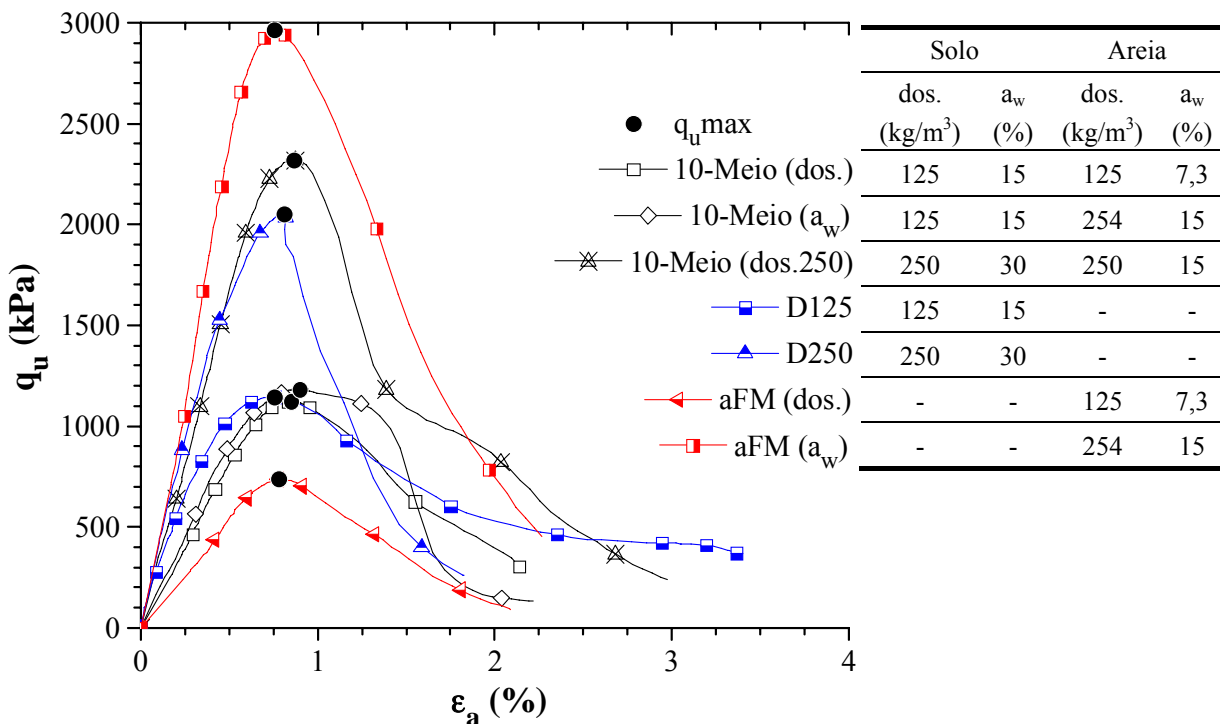 3000
2500
2000
1500
1000
500
0
q_u (kPa)
0 1 2 3 4
ε_a (%)
q_u max
10-Meio (dos.)
10-Meio (a_w)
10-Meio (dos.250)
D125
D250
aFM (dos.)
aFM (a_w)
Solo Areia
dos. a_w dos. a_w
(kg/m³) (%) (kg/m³) (%)
125 15 125 7,3
125 15 254 15
250 30 250 15
125 15 - -
250 30 - -
- - 125 7,3
- - 254 15